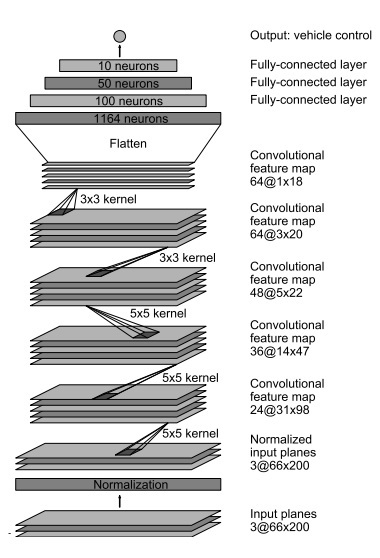 Output: vehicle control
10 neurons
Fully-connected layer
50 neurons
Fully-connected layer
100 neurons
Fully-connected layer
1164 neurons
Flatten
Convolutional
feature map
64@1x18
3x3 kernel
Convolutional
feature map
64@3x20
3x3 kernel
Convolutional
feature map
48@5x22
5x5 kernel
Convolutional
feature map
36@14x47
5x5 kernel
Convolutional
feature map
24@31x98
5x5 kernel
Normalized
input planes
3@66x200
Normalization
Input planes
3@66x200